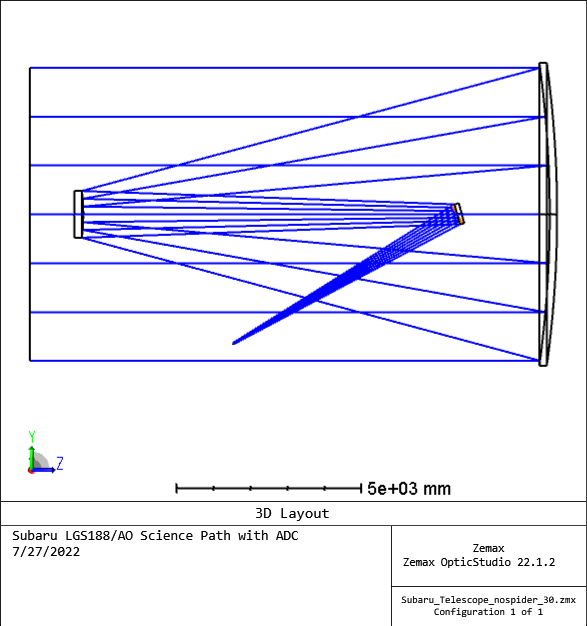 Y
Z
5e+03 mm
3D Layout
Subaru LGS188/AO Science Path with ADC
7/27/2022
Zemax
Zemax OpticStudio 22.1.2
Subaru_Telescope_nospider_30.zmx
Configuration 1 of 1